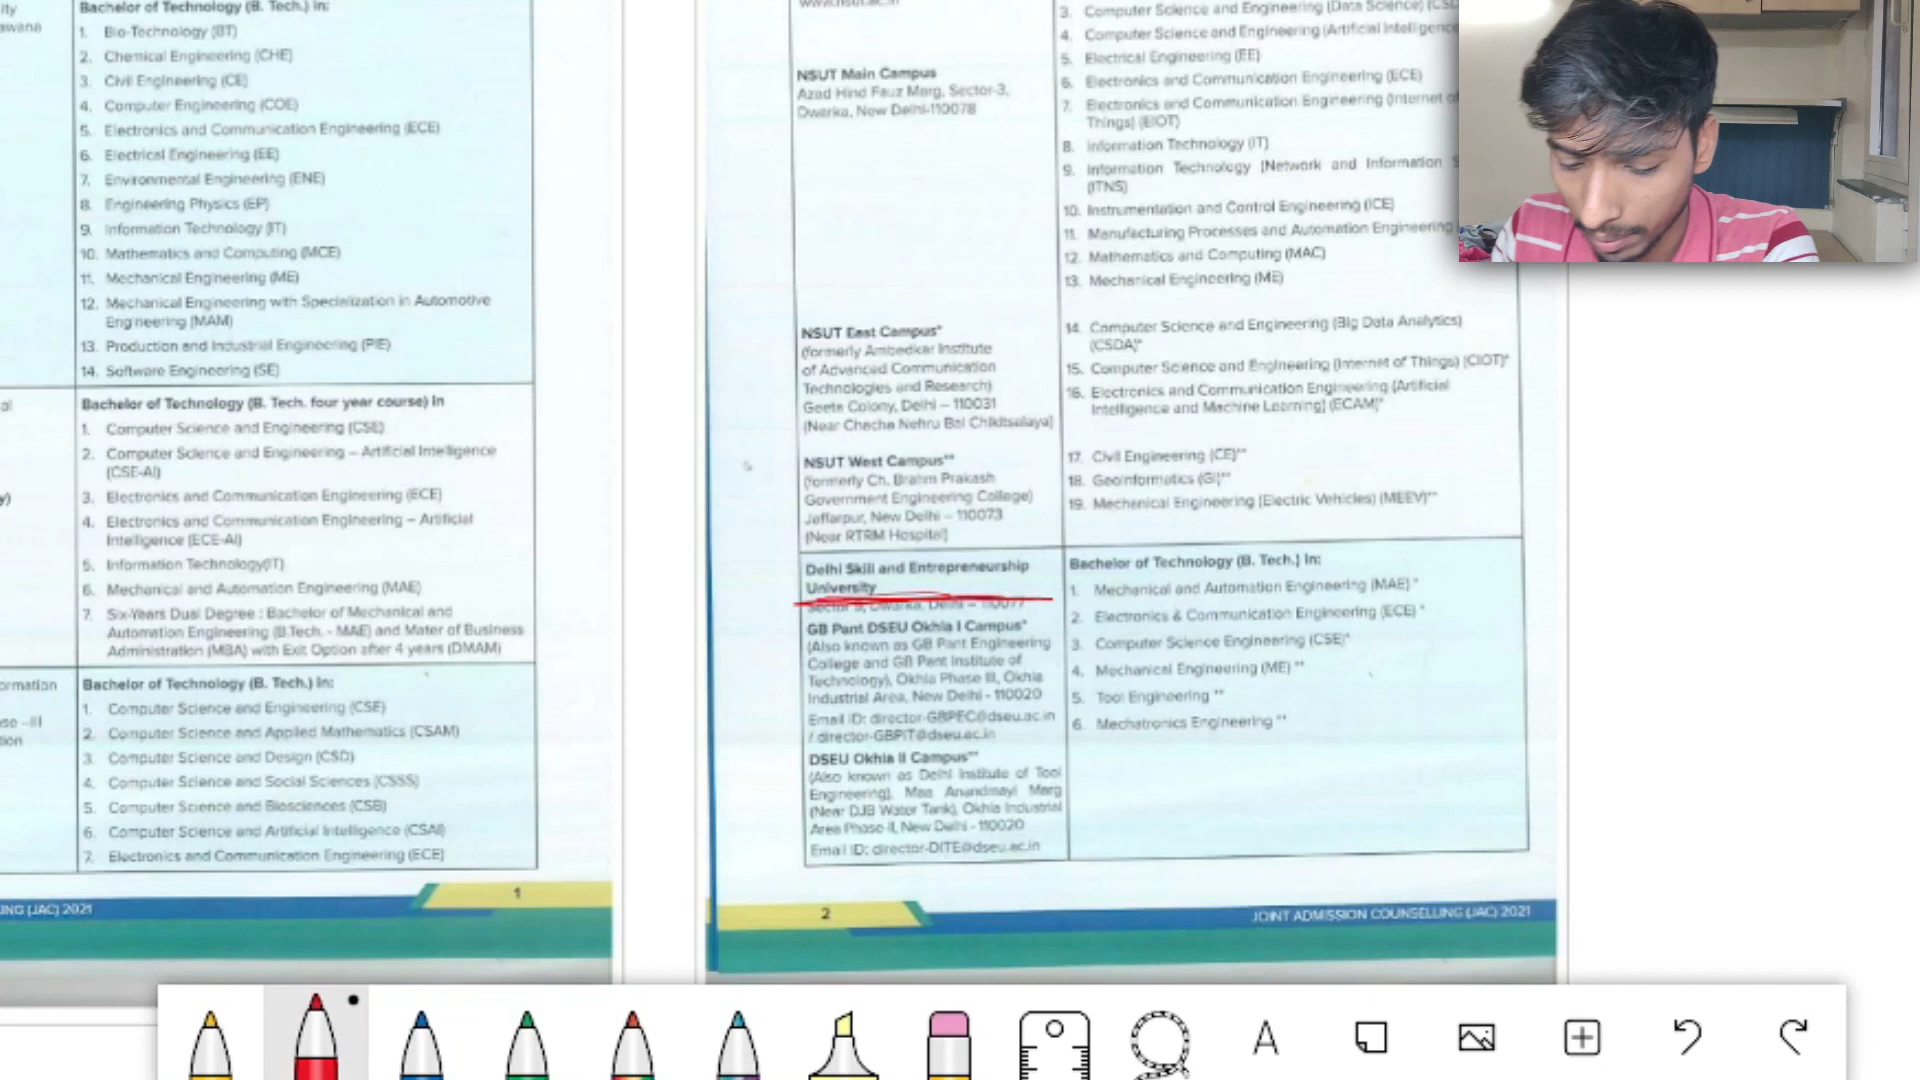 Bachelor of Technology (B. Tech.) in:
1. Bio-Technology (BT)
2. Chemical Engineering (CHE)
3. Civil Engineering (CE)
4. Computer Engineering (COE)
5. Electronics and Communication Engineering (ECE)
6. Electrical Engineering (EE)
7. Environmental Engineering (ENE)
8. Engineering Physics (EP)
9. Information Technology (IT)
10. Mathematics and Computing (MCE)
11. Mechanical Engineering (ME)
12. Mechanical Engineering with Specialization in Automotive
Engineering (MAM)
13. Production and Industrial Engineering (PIE)
14. Software Engineering (SE)
Bachelor of Technology (B. Tech. four year course) in
1. Computer Science and Engineering (CSE)
2. Computer Science and Engineering – Artificial Intelligence
(CSE-AI)
3. Electronics and Communication Engineering (ECE)
4. Electronics and Communication Engineering – Artificial
Intelligence (ECE-AI)
5. Information Technology(IT)
6. Mechanical and Automation Engineering (MAE)
7. Six-Years Dual Degree : Bachelor of Mechanical and
Automation Engineering (B.Tech. - MAE) and Mater of Business
Administration (MBA) with Exit Option after 4 years (DMAM)
Bachelor of Technology (B. Tech.) in:
1. Computer Science and Engineering (CSE)
2. Computer Science and Applied Mathematics (CSAM)
3. Computer Science and Design (CSD)
4. Computer Science and Social Sciences (CSSS)
5. Computer Science and Biosciences (CSB)
6. Computer Science and Artificial Intelligence (CSAI)
7. Electronics and Communication Engineering (ECE)
1
(JAC) 2021
NSUT Main Campus
Azad Hind Fauz Marg, Sector-3,
Dwarka, New Delhi-110078
3. Computer Science and Engineering (Data Science)
4. Computer Science and Engineering (Artificial Intelligence
5. Electrical Engineering (EE)
6. Electronics and Communication Engineering (ECE)
7. Electronics and Communication Engineering (Internet of
Things) (EIOT)
8. Information Technology (IT)
9. Information Technology (Network and Information
(ITNS)
10. Instrumentation and Control Engineering (ICE)
11. Manufacturing Processes and Automation Engineering
12. Mathematics and Computing (MAC)
13. Mechanical Engineering (ME)
NSUT East Campus*
(formerly Ambedkar Institute
of Advanced Communication
Technologies and Research)
Geeta Colony, Delhi – 110031
(Near Chacha Nehru Bal Chikitsalaya)
14. Computer Science and Engineering (Big Data Analytics)
(CSDA)*
15. Computer Science and Engineering (Internet of Things) (CIOT)*
16. Electronics and Communication Engineering (Artificial
Intelligence and Machine Learning) (ECAM)*
NSUT West Campus**
(formerly Ch. Brahm Prakash
Government Engineering College)
Jaffarpur, New Delhi – 110073
(Near RTRM Hospital)
17. Civil Engineering (CE)**
18. Geoinformatics (GI)**
19. Mechanical Engineering (Electric Vehicles) (MEEV)**
Delhi Skill and Entrepreneurship
University
Sector 9, Dwarka, Delhi – 110077
GB Pant DSEU Okhla I Campus*
(Also known as GB Pant Engineering
College and GB Pant Institute of
Technology), Okhla Phase III, Okhla
Industrial Area, New Delhi - 110020
Email ID: director-GBPEC@dseu.ac.in
/ director-GBPIT@dseu.ac.in
DSEU Okhla II Campus**
(Also known as Delhi Institute of Tool
Engineering), Maa Anandmayi Marg
(Near DJB Water Tank), Okhla Industrial
Area Phase-II, New Delhi - 110020
Email ID: director-DITE@dseu.ac.in
Bachelor of Technology (B. Tech.) in:
1. Mechanical and Automation Engineering (MAE) *
2. Electronics & Communication Engineering (ECE) *
3. Computer Science Engineering (CSE)*
4. Mechanical Engineering (ME) **
5. Tool Engineering **
6. Mechatronics Engineering **
2
JOINT ADMISSION COUNSELLING (JAC) 2021